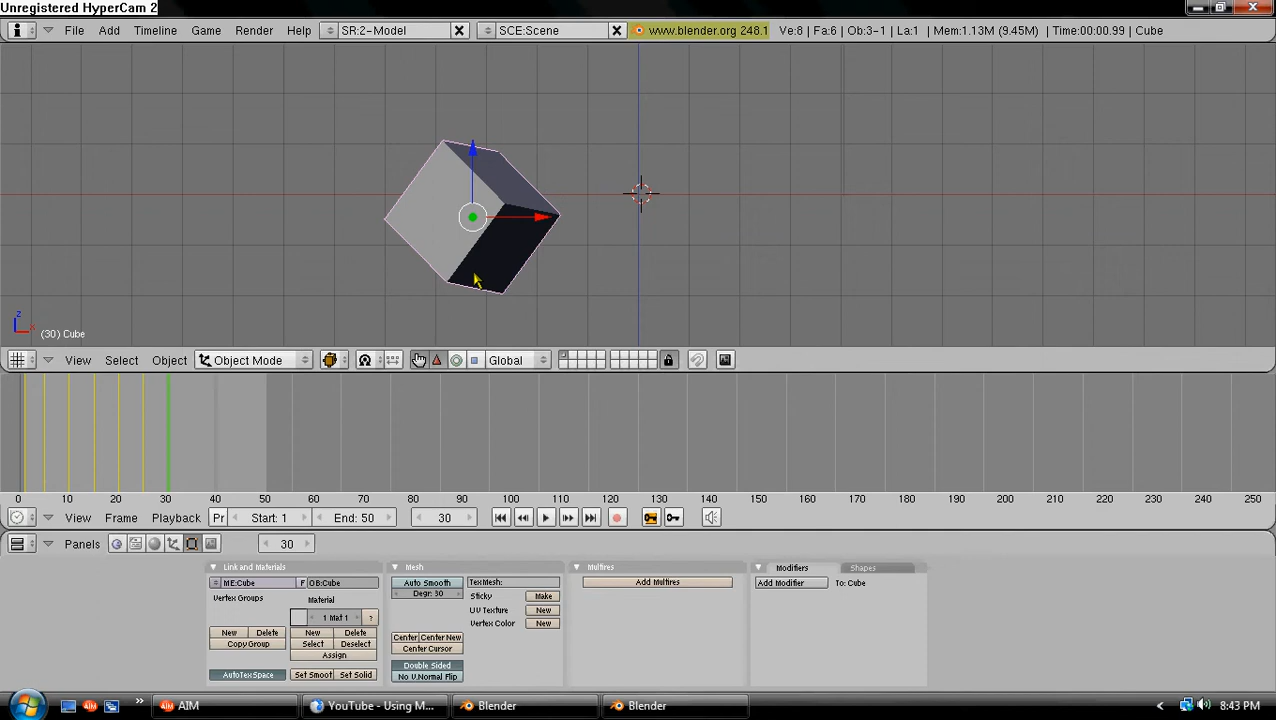 Unregistered HyperCam 2
File Add Timeline Game Render Help SR:2-Model SCE:Scene www.blender.org 248.1 Ve:8 | Fa:6 | Ob:3-1 | La:1 | Mem:1.13M (9.45M) | Time:00:00.99 | Cube
z
x
(30) Cube
View Select Object Object Mode Global
0 10 20 30 40 50 60 70 80 90 100 110 120 130 140 150 160 170 180 190 200 210 220 230 240 250
View Frame Playback Pr Start: 1 End: 50 30
Panels 30
Link and Materials Mesh Multires Modifiers Shapes
ME:Cube F OB:Cube Auto Smooth TexMesh: Add Multires Add Modifier To: Cube
Degr: 30
Vertex Groups Material Sticky Make
1 Mat 1 ? UV Texture New
Vertex Color New
New Delete New Delete Center Center New
Copy Group Select Deselect Center Cursor
Assign
Double Sided
AutoTexSpace Set Smoot Set Solid No V.Normal Flip
AIM YouTube - Using M... Blender Blender 8:43 PM